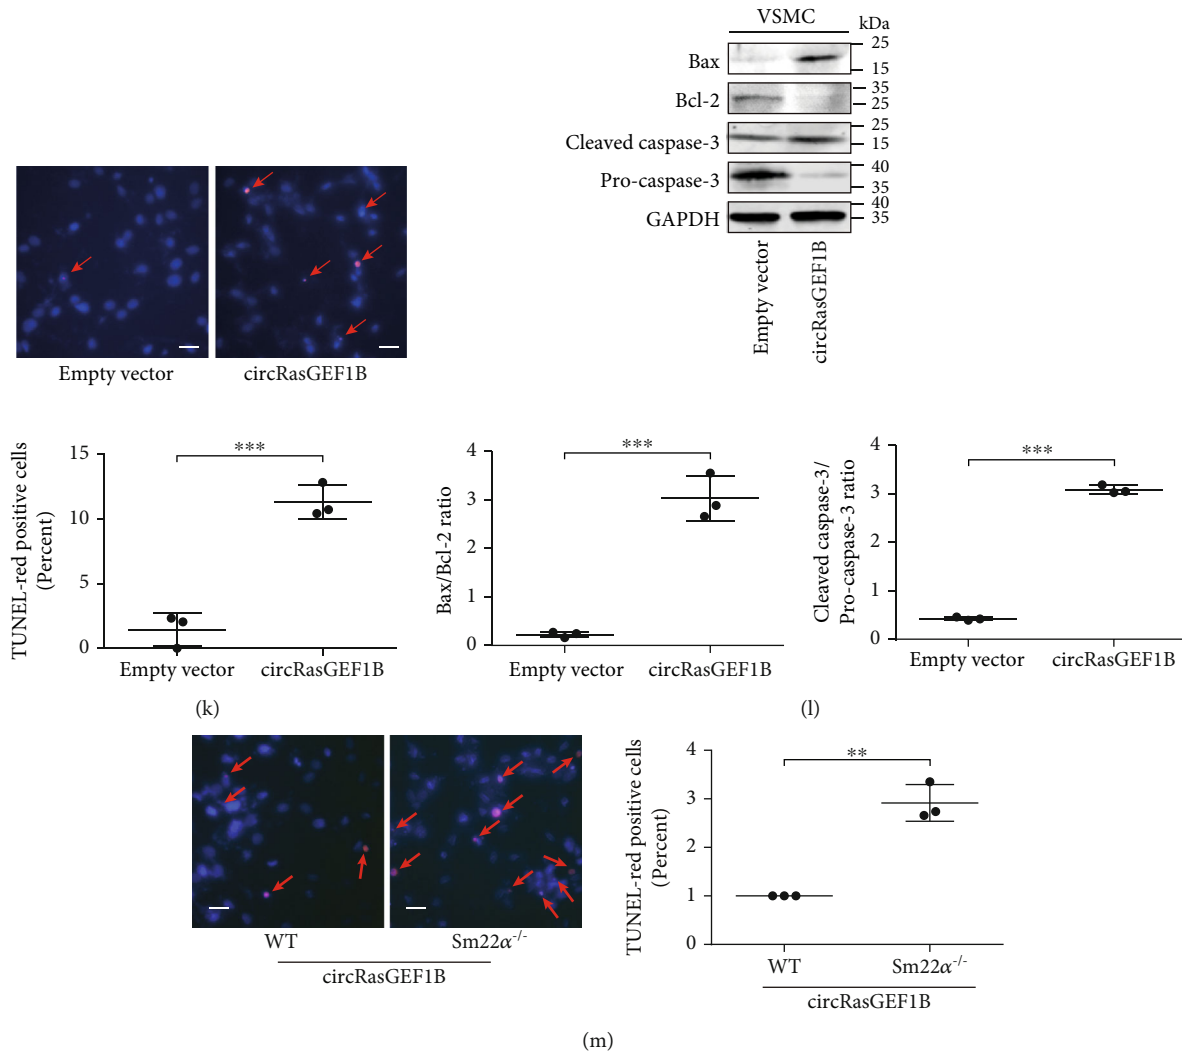 VSMC
kDa
Bax
25
15
Bcl-2
35
25
Cleaved caspase-3
25
15
Pro-caspase-3
40
35
GAPDH
40
35
Empty vector
circRasGEF1B
Empty vector
circRasGEF1B
TUNEL-red positive cells
(Percent)
15
10
5
0
***
Empty vector
circRasGEF1B
(k)
Bax/Bcl-2 ratio
4
3
2
1
0
***
Empty vector
circRasGEF1B
Cleaved caspase-3/
Pro-caspase-3 ratio
4
3
2
1
0
***
Empty vector
circRasGEF1B
(l)
WT
Sm22α-/-
circRasGEF1B
TUNEL-red positive cells
(Percent)
4
3
2
1
0
**
WT
Sm22α-/-
circRasGEF1B
(m)